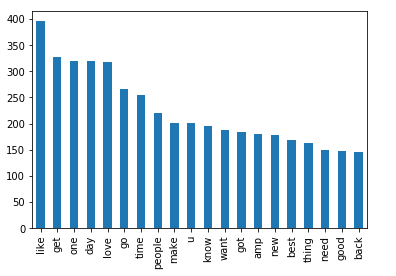 400
350
300
250
200
150
100
50
0
like
get
one
day
love
go
time
people
make
u
know
want
got
amp
new
best
thing
need
good
back